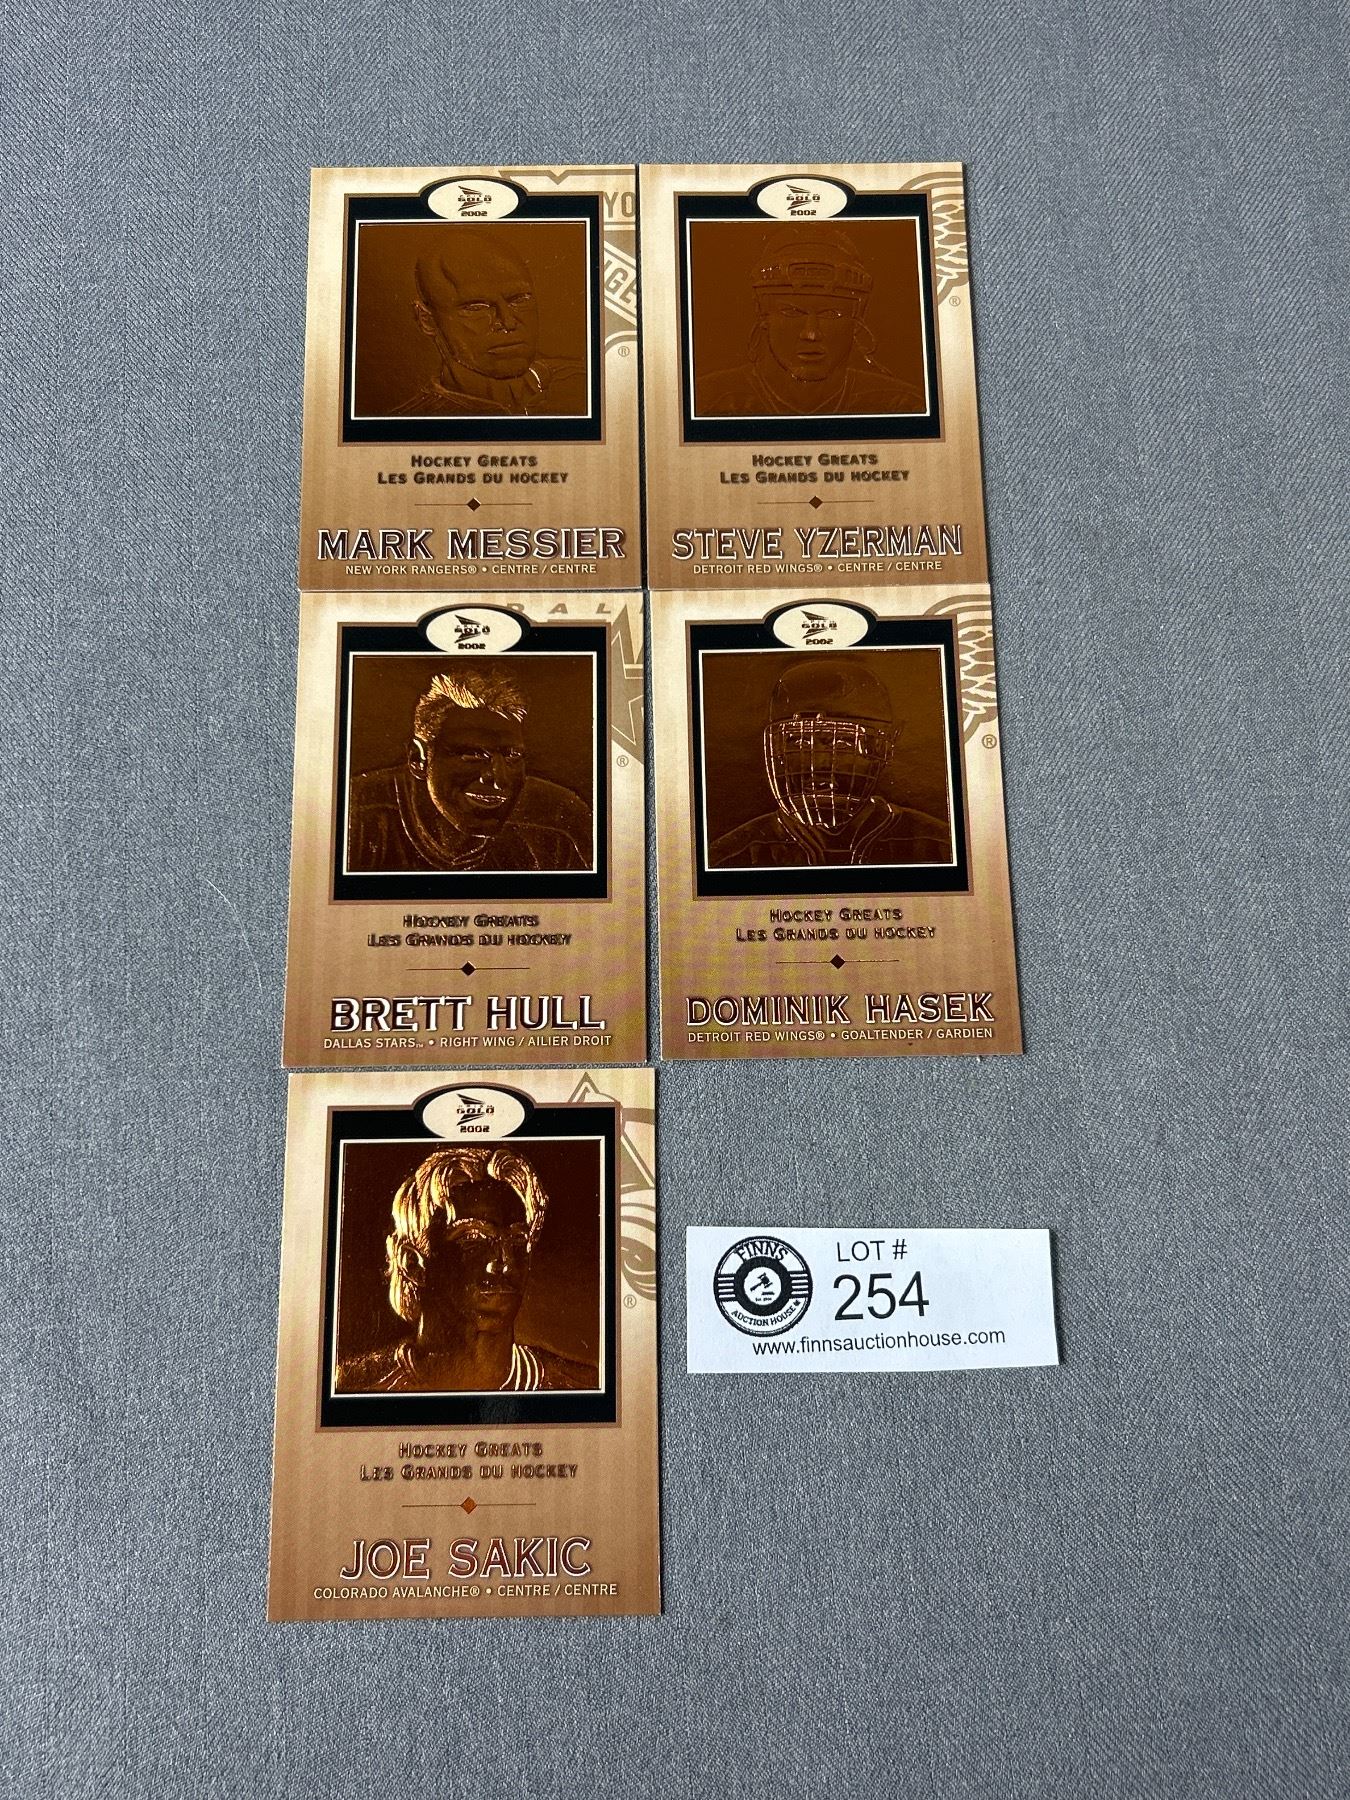 GOLD
2002
HOCKEY GREATS
LES GRANDS DU HOCKEY
MARK MESSIER
NEW YORK RANGERS® • CENTRE / CENTRE
YO
NGE
®
GOLD
2002
HOCKEY GREATS
LES GRANDS DU HOCKEY
STEVE YZERMAN
DETROIT RED WINGS® • CENTRE / CENTRE
®
DAL
GOLD
2002
HOCKEY GREATS
LES GRANDS DU HOCKEY
BRETT HULL
DALLAS STARS™ • RIGHT WING / AILIER DROIT
®
GOLD
2002
HOCKEY GREATS
LES GRANDS DU HOCKEY
DOMINIK HASEK
DETROIT RED WINGS® • GOALTENDER / GARDIEN
®
GOLD
2002
HOCKEY GREATS
LES GRANDS DU HOCKEY
JOE SAKIC
COLORADO AVALANCHE® • CENTRE / CENTRE
®
FINNS
AUCTION HOUSE
LOT #
254
www.finnsauctionhouse.com